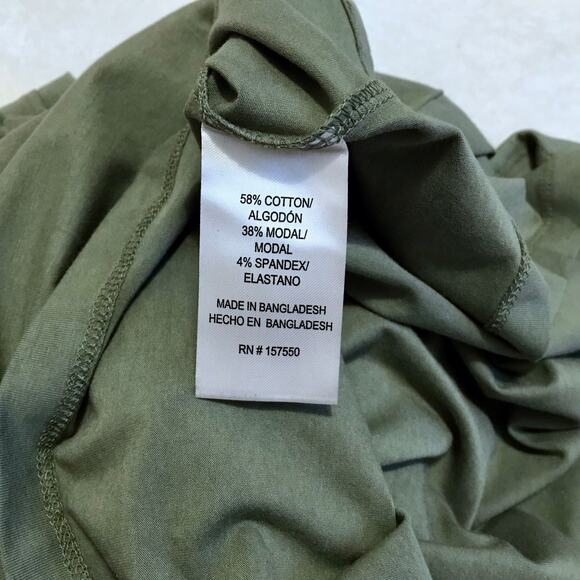 58% COTTON/
ALGODÓN
38% MODAL/
MODAL
4% SPANDEX/
ELASTANO
MADE IN BANGLADESH
HECHO EN BANGLADESH
RN # 157550